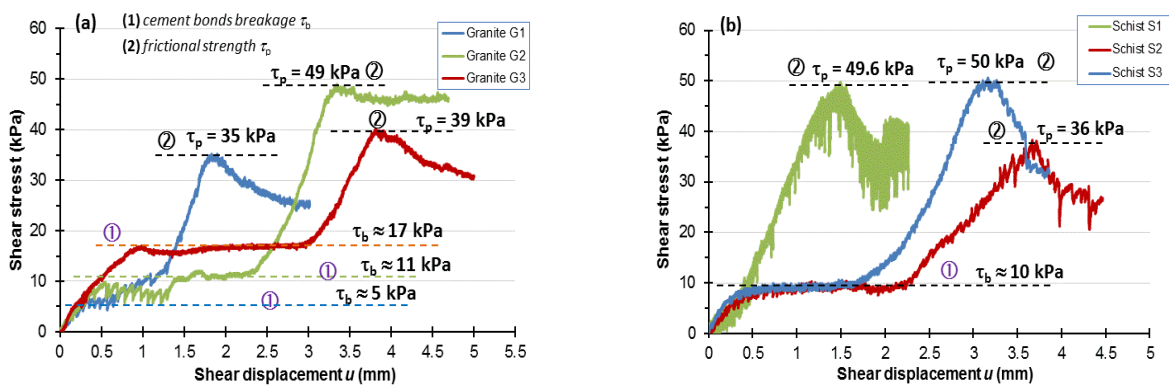 (a)
(1) cement bonds breakage τb
(2) frictional strength τp
Granite G1
Granite G2
Granite G3
τp = 49 kPa ②
②
τp = 39 kPa
② τp = 35 kPa
①
τb ≈ 17 kPa
τb ≈ 11 kPa
①
τb ≈ 5 kPa
①
Shear stress τ (kPa)
60
50
40
30
20
10
0
0 0.5 1 1.5 2 2.5 3 3.5 4 4.5 5 5.5
Shear displacement u (mm)
(b)
Schist S1
Schist S2
Schist S3
② τp = 49.6 kPa
τp = 50 kPa ②
② τp = 36 kPa
①
τb ≈ 10 kPa
Shear stresst (kPa)
60
50
40
30
20
10
0
0 0.5 1 1.5 2 2.5 3 3.5 4 4.5 5
Shear displacement u (mm)